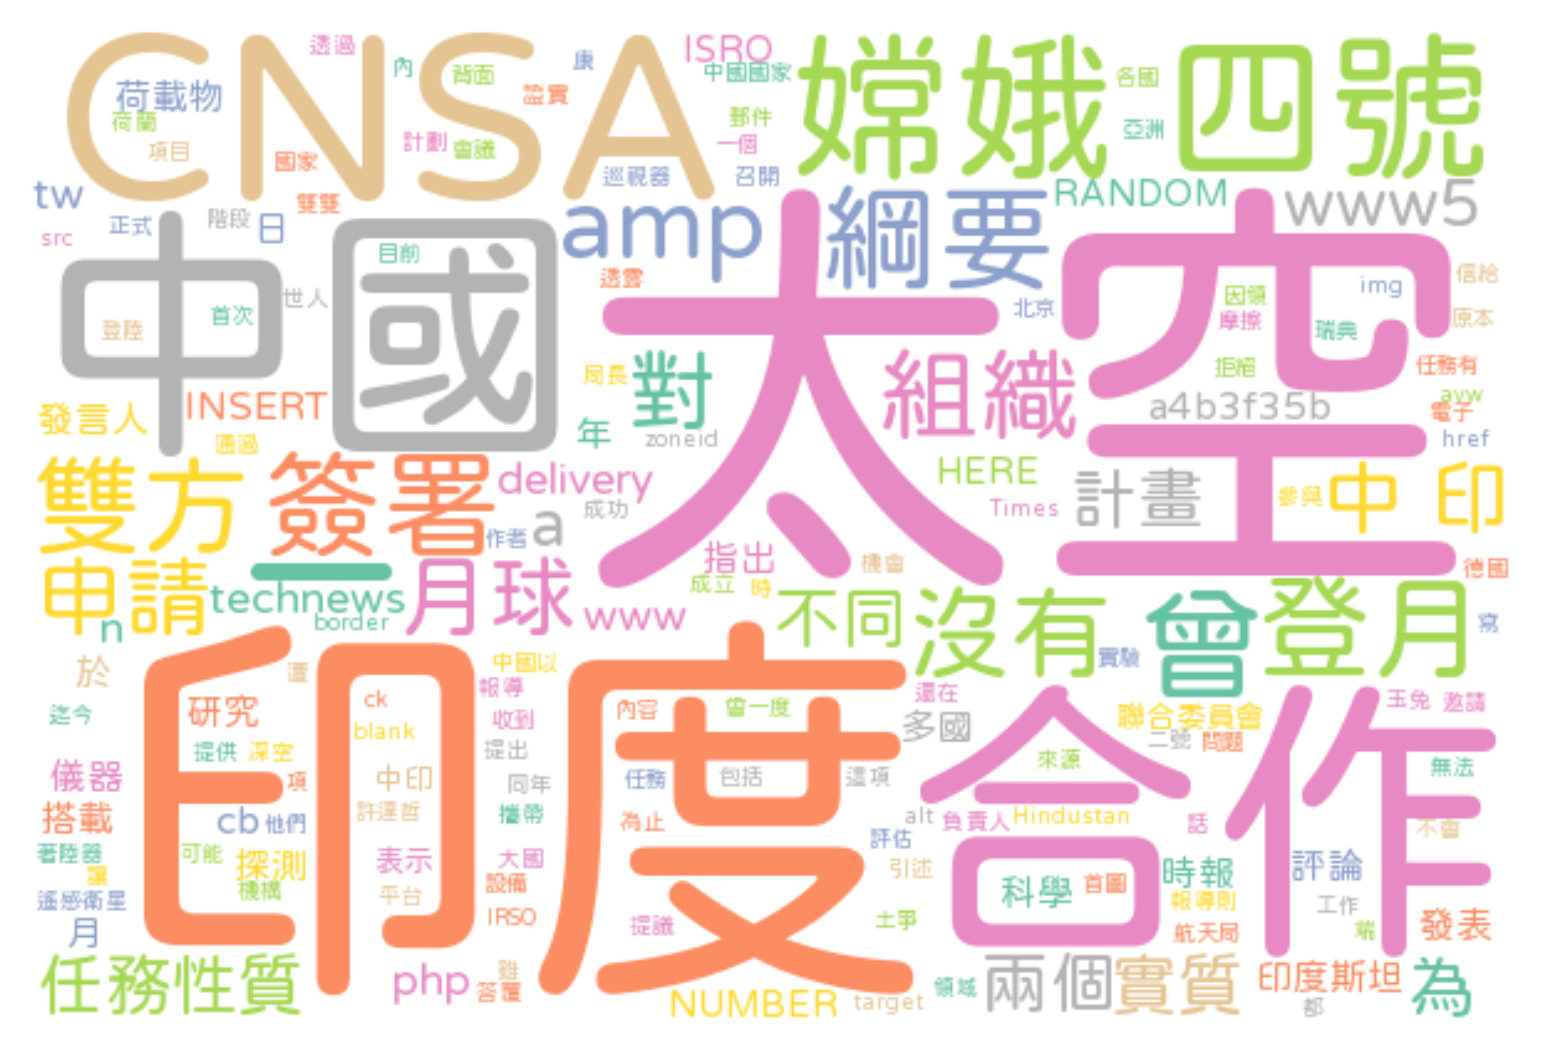 CNSA
透過
內
背面
康
證實
ISRO
中國國家
嫦娥四號
各國
荷載物
荷蘭
項目
國家
計劃
會議
郵件
一個
亞洲
巡視器
召開
RANDOM
www5
tw
src
正式
階段
日
雙雙
amp
綱要
太空
中國
目前
世人
首次
登陸
透露
北京
因領
摩擦
img
信給
原本
瑞典
拒絕
任務有
局長
對
組織
a4b3f35b
電子
href
發言人
INSERT
通過
年
zoneid
雙方
簽署
delivery
成功
作者
a
HERE
Times
計畫
參與
中
印
申請
一
technews
border
n
月球
www
指出
成立
時
機會
德國
不同
沒有
實驗
曾
登月
寫
於
印度
遭
中國以
報導
還在
合作
聯合委員會
玉兔
邀請
迄今
研究
ck
blank
收到
內容
曾一度
多國
二號
問題
提供
深空
提出
來源
無法
儀器
項
中印
同年
任務
包括
這項
搭載
cb
他們
許達哲
攜帶
為止
alt
負責人
Hindustan
話
不會
著陸器
可能
探測
表示
大國
評估
引述
時報
評論
讓
機構
平台
設備
科學
首圖
報導則
工作
遙感衛星
月
IRSO
提議
航天局
端
發表
任務性質
php
雖
答覆
NUMBER
target
領域
兩個
實質
印度斯坦
都
為